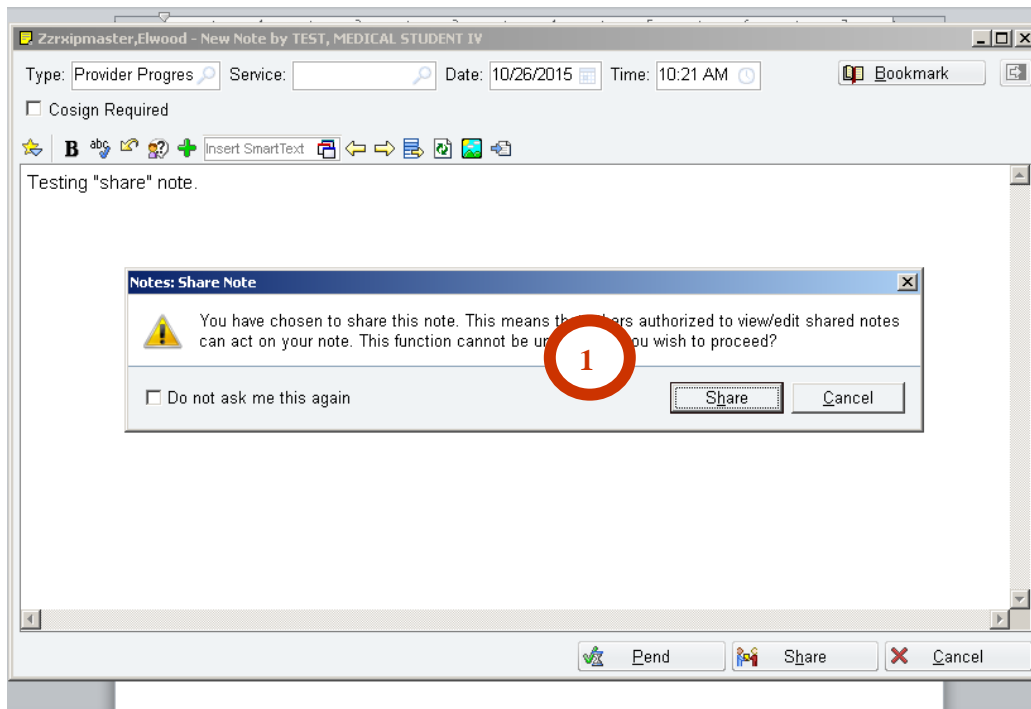 Zzrxipmaster,Elwood - New Note by TEST, MEDICAL STUDENT IV
Type: Provider Progres Service: Date: 10/26/2015 Time: 10:21 AM Bookmark
Cosign Required
B abc Insert SmartText
Testing "share" note.
Notes: Share Note
You have chosen to share this note. This means authorized to view/edit shared notes
can act on your note. This function cannot be you wish to proceed?
1
Do not ask me this again Share Cancel
Pend Share Cancel